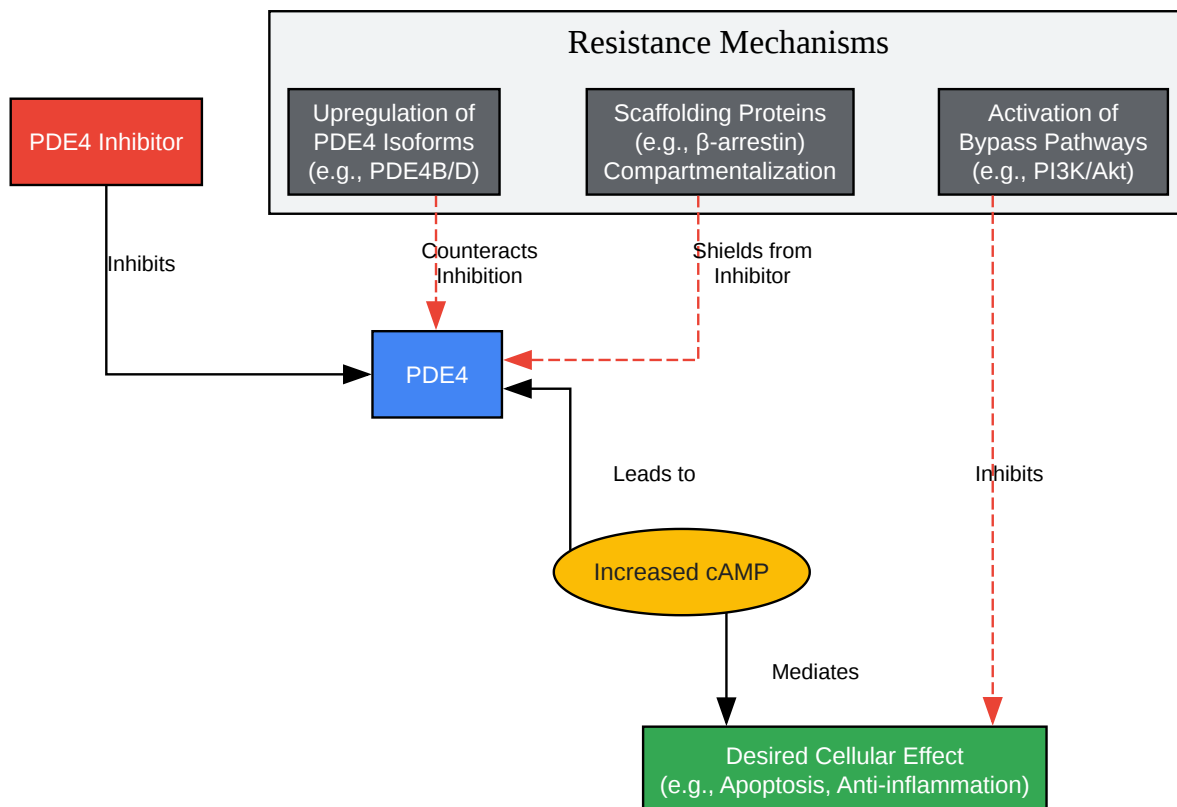 Resistance Mechanisms
PDE4 Inhibitor
Upregulation of
PDE4 Isoforms
(e.g., PDE4B/D)
Scaffolding Proteins
(e.g., β-arrestin)
Compartmentalization
Activation of
Bypass Pathways
(e.g., PI3K/Akt)
Inhibits
Counteracts
Inhibition
Shields from
Inhibitor
PDE4
Leads to
Inhibits
Increased cAMP
Mediates
Desired Cellular Effect
(e.g., Apoptosis, Anti-inflammation)